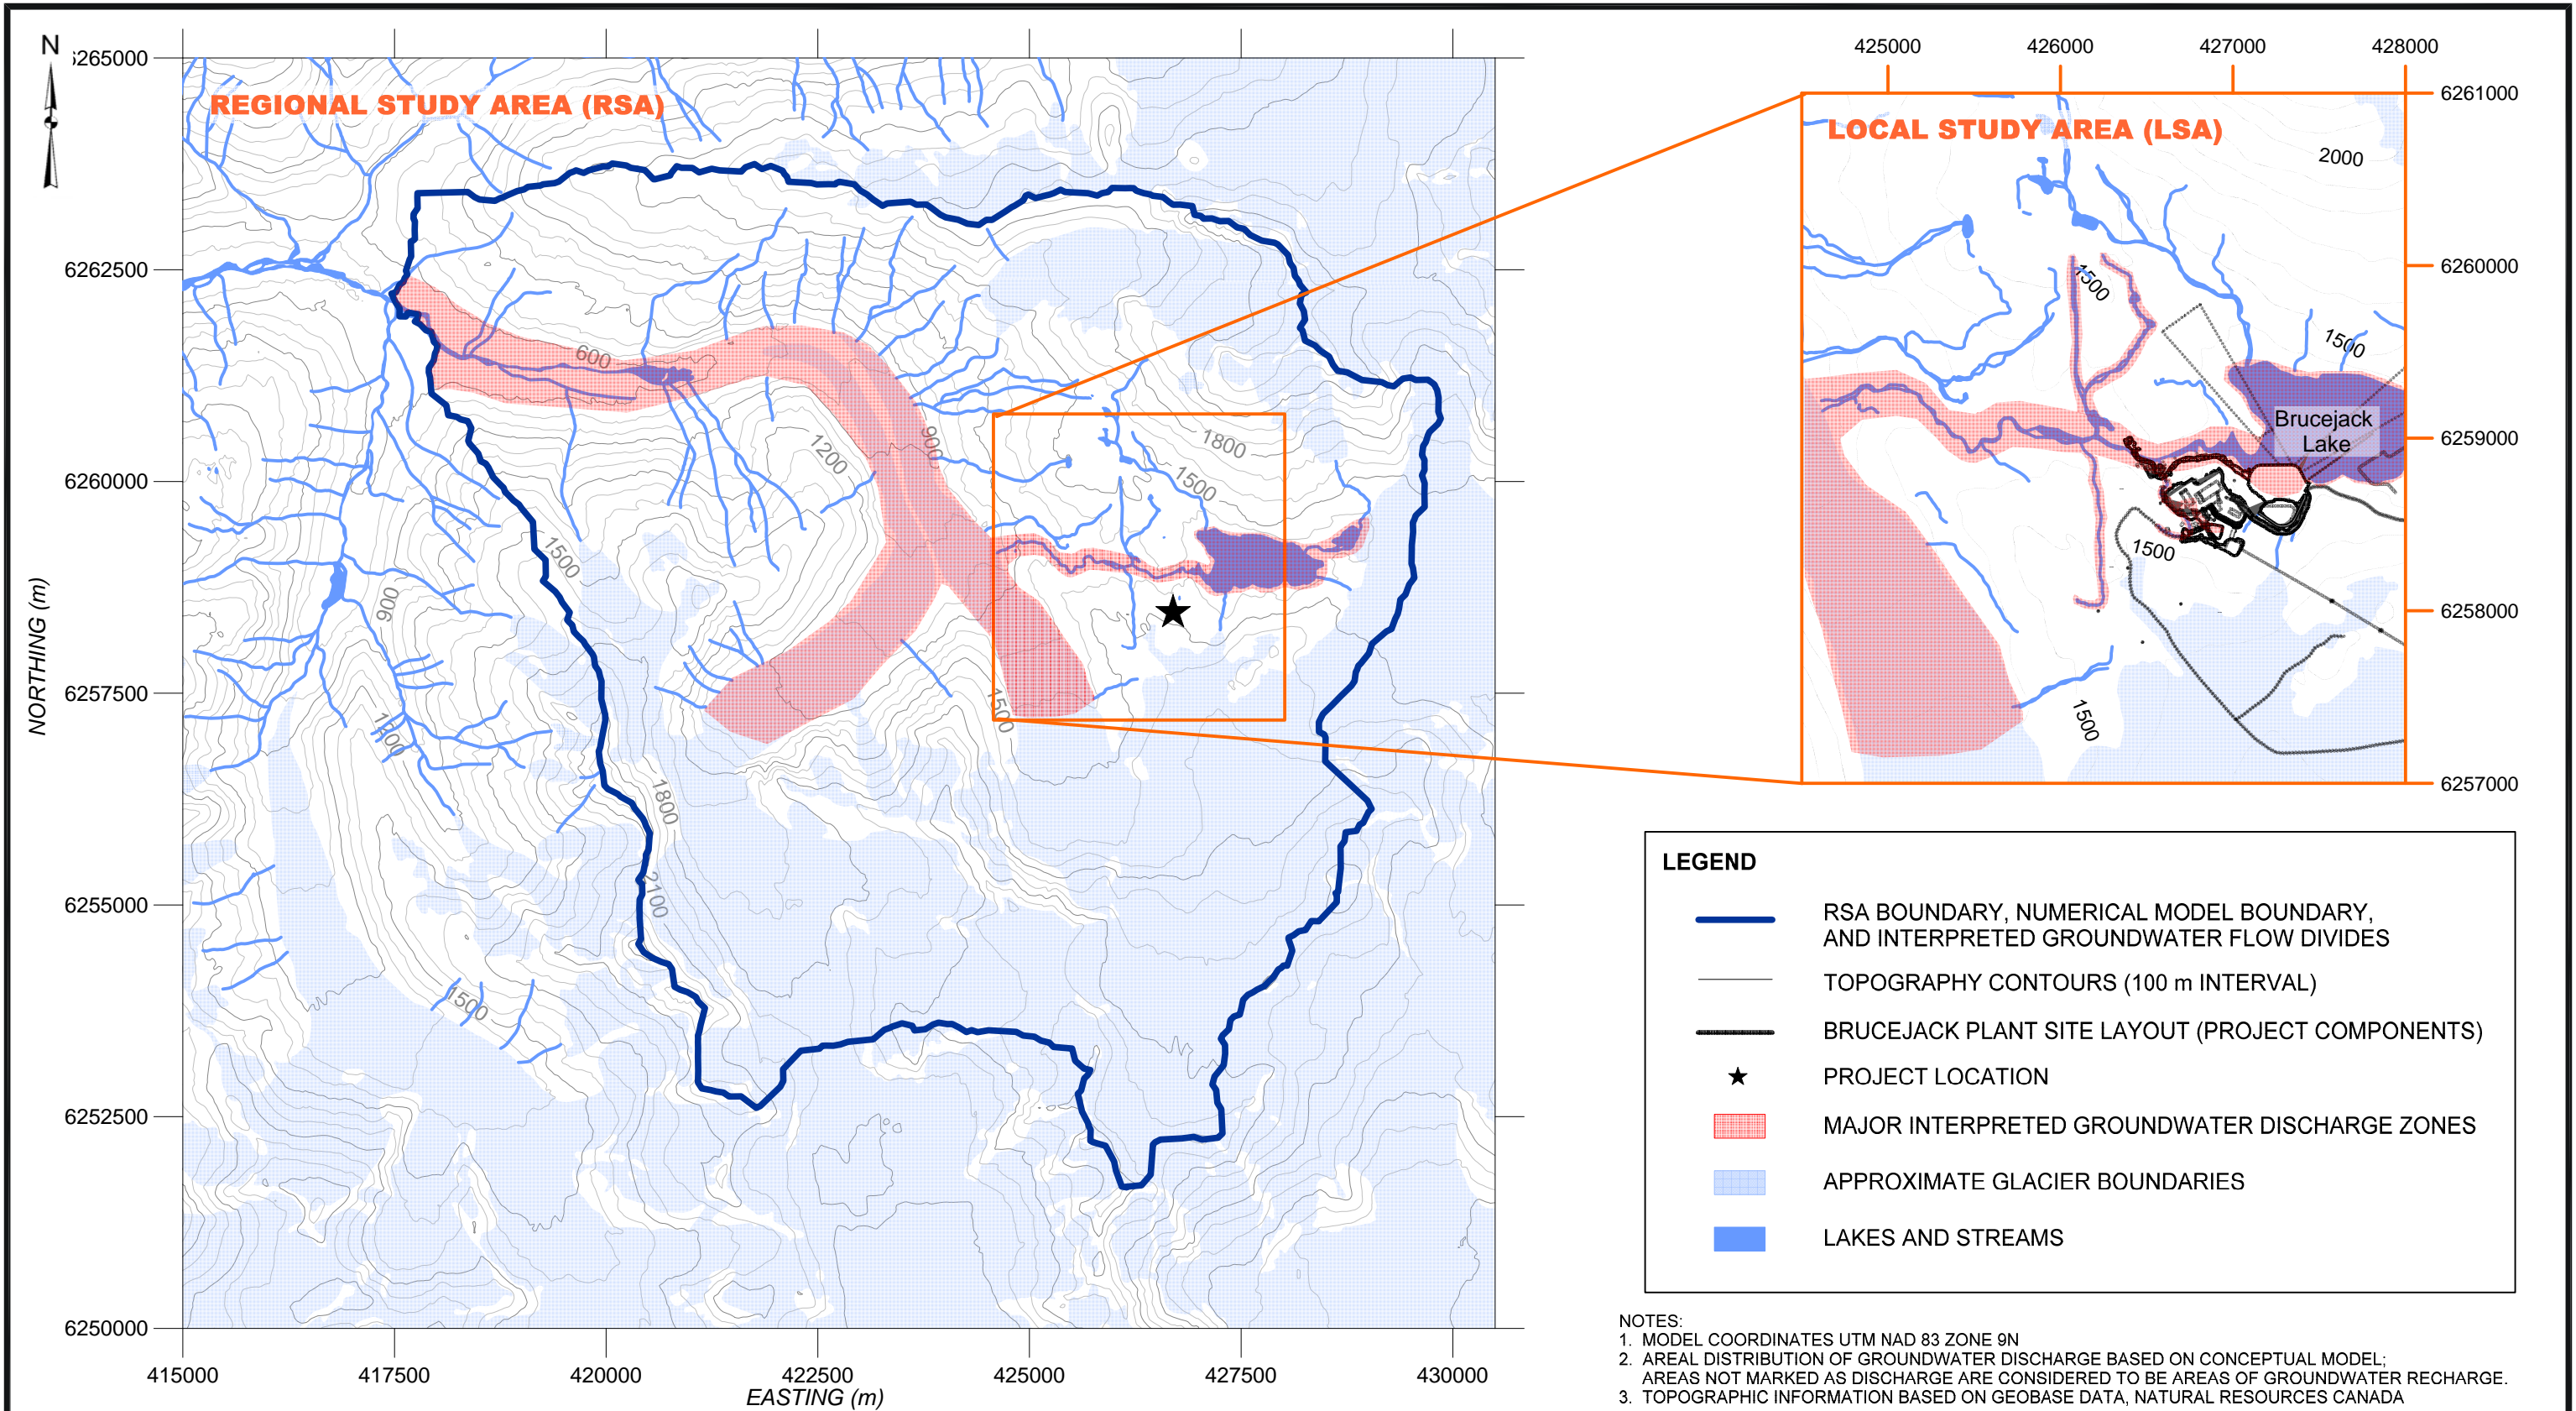 N
6265000
REGIONAL STUDY AREA (RSA)
6262500
6260000
6257500
6255000
6252500
6250000
NORTHING (m)
415000
417500
420000
422500
425000
427500
430000
EASTING (m)
600
900
1200
1800
1500
1500
900
1500
1200
1800
2100
1500
425000
426000
427000
428000
6261000
6260000
6259000
6258000
6257000
LOCAL STUDY AREA (LSA)
2000
1500
1500
Brucejack
Lake
1500
1500
LEGEND
RSA BOUNDARY, NUMERICAL MODEL BOUNDARY,
AND INTERPRETED GROUNDWATER FLOW DIVIDES
TOPOGRAPHY CONTOURS (100 m INTERVAL)
BRUCEJACK PLANT SITE LAYOUT (PROJECT COMPONENTS)
PROJECT LOCATION
MAJOR INTERPRETED GROUNDWATER DISCHARGE ZONES
APPROXIMATE GLACIER BOUNDARIES
LAKES AND STREAMS
NOTES:
1. MODEL COORDINATES UTM NAD 83 ZONE 9N
2. AREAL DISTRIBUTION OF GROUNDWATER DISCHARGE BASED ON CONCEPTUAL MODEL;
AREAS NOT MARKED AS DISCHARGE ARE CONSIDERED TO BE AREAS OF GROUNDWATER RECHARGE.
3. TOPOGRAPHIC INFORMATION BASED ON GEOBASE DATA, NATURAL RESOURCES CANADA